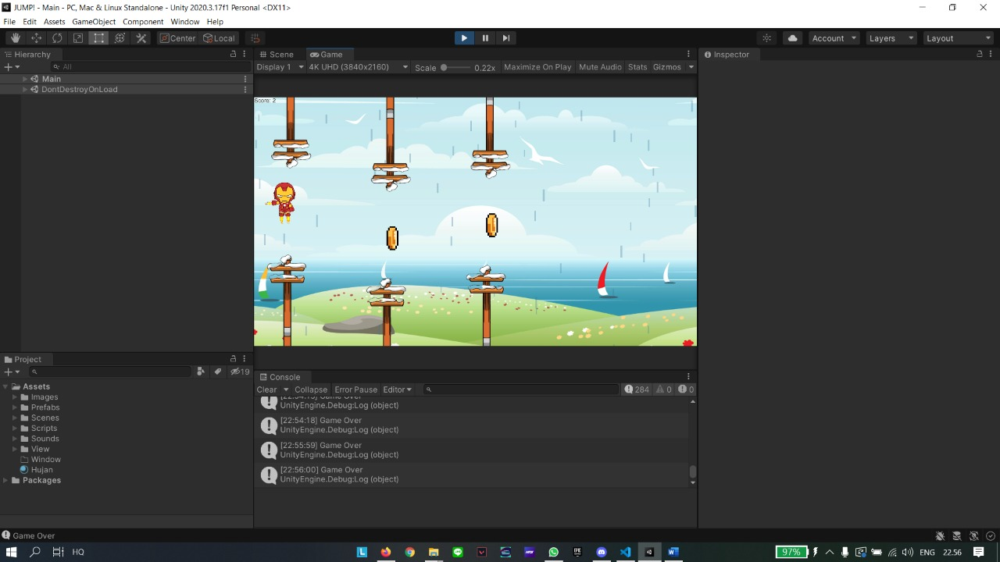 JUMP! - Main - PC, Mac & Linux Standalone - Unity 2020.3.17f1 Personal <DX11>
File Edit Assets GameObject Component Window Help
Center Local Account Layers Layout
Hierarchy
All
Main
DontDestroyOnLoad
Scene Game
Display 1 4K UHD (3840x2160) Scale 0.22x Maximize On Play Mute Audio Stats Gizmos
Score: 2
Inspector
Project
19
Assets
Images
Prefabs
Scenes
Scripts
Sounds
View
Window
Hujan
Packages
Console
Clear Collapse Error Pause Editor 284 0 0
UnityEngine.Debug:Log (object)
[22:54:18] Game Over
UnityEngine.Debug:Log (object)
[22:55:59] Game Over
UnityEngine.Debug:Log (object)
[22:56:00] Game Over
UnityEngine.Debug:Log (object)
Game Over
HQ 97% ENG 22.56